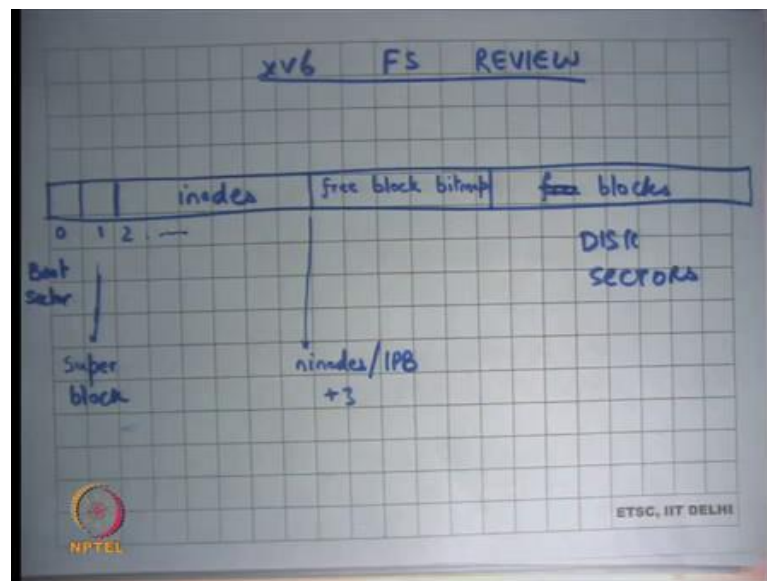 xv6 FS REVIEW
inodes free block bitmap blocks
0 1 2 . —
Boot
Sector
DISK
SECTORS
Super
block
ninodes/IPB
+3
NPTEL
ETSC, IIT DELHI